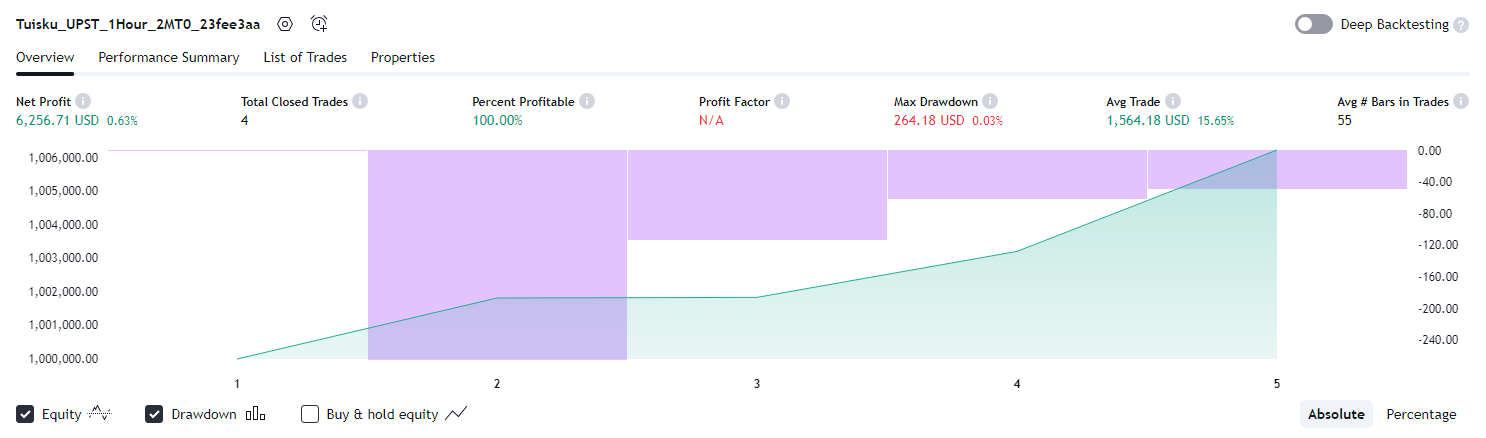 Tuisku_UPST_1Hour_2MT0_23fee3aa Deep Backtesting ?
Overview Performance Summary List of Trades Properties
Net Profit Total Closed Trades Percent Profitable Profit Factor Max Drawdown Avg Trade Avg # Bars in Trades
6,256.71 USD 0.63% 4 100.00% N/A 264.18 USD 0.03% 1,564.18 USD 15.65% 55
1,006,000.00 0.00
1,005,000.00 -40.00
1,004,000.00 -80.00
1,003,000.00 -120.00
1,002,000.00 -160.00
1,001,000.00 -200.00
1,000,000.00 -240.00
1 2 3 4 5
Equity Drawdown Buy & hold equity Absolute Percentage